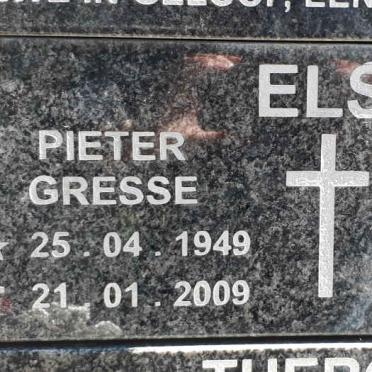 ELS
PIETER
GRESSE
25 . 04 . 1949
21 . 01 . 2009